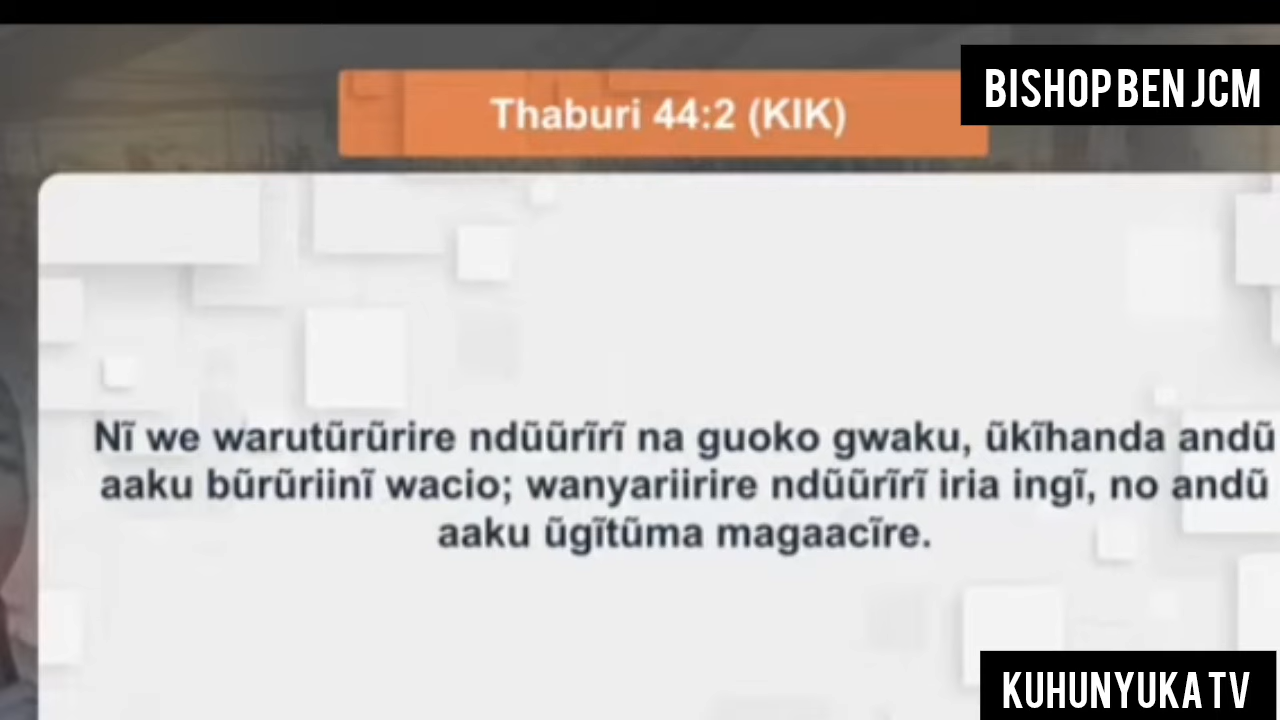 BISHOP BEN JCM
Thaburi 44:2 (KIK)
Nĩ we warutũrũrire ndũũrĩrĩ na guoko gwaku, ũkĩhanda andũ
aaku bũrũriinĩ wacio; wanyariirire ndũũrĩrĩ iria ingĩ, no andũ
aaku ũgĩtũma magaacĩre.
KUHUNYUKA TV